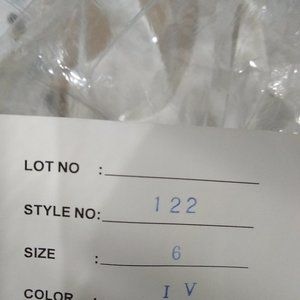 LOT NO :
STYLE NO: 122
SIZE : 6
COLOR : I V